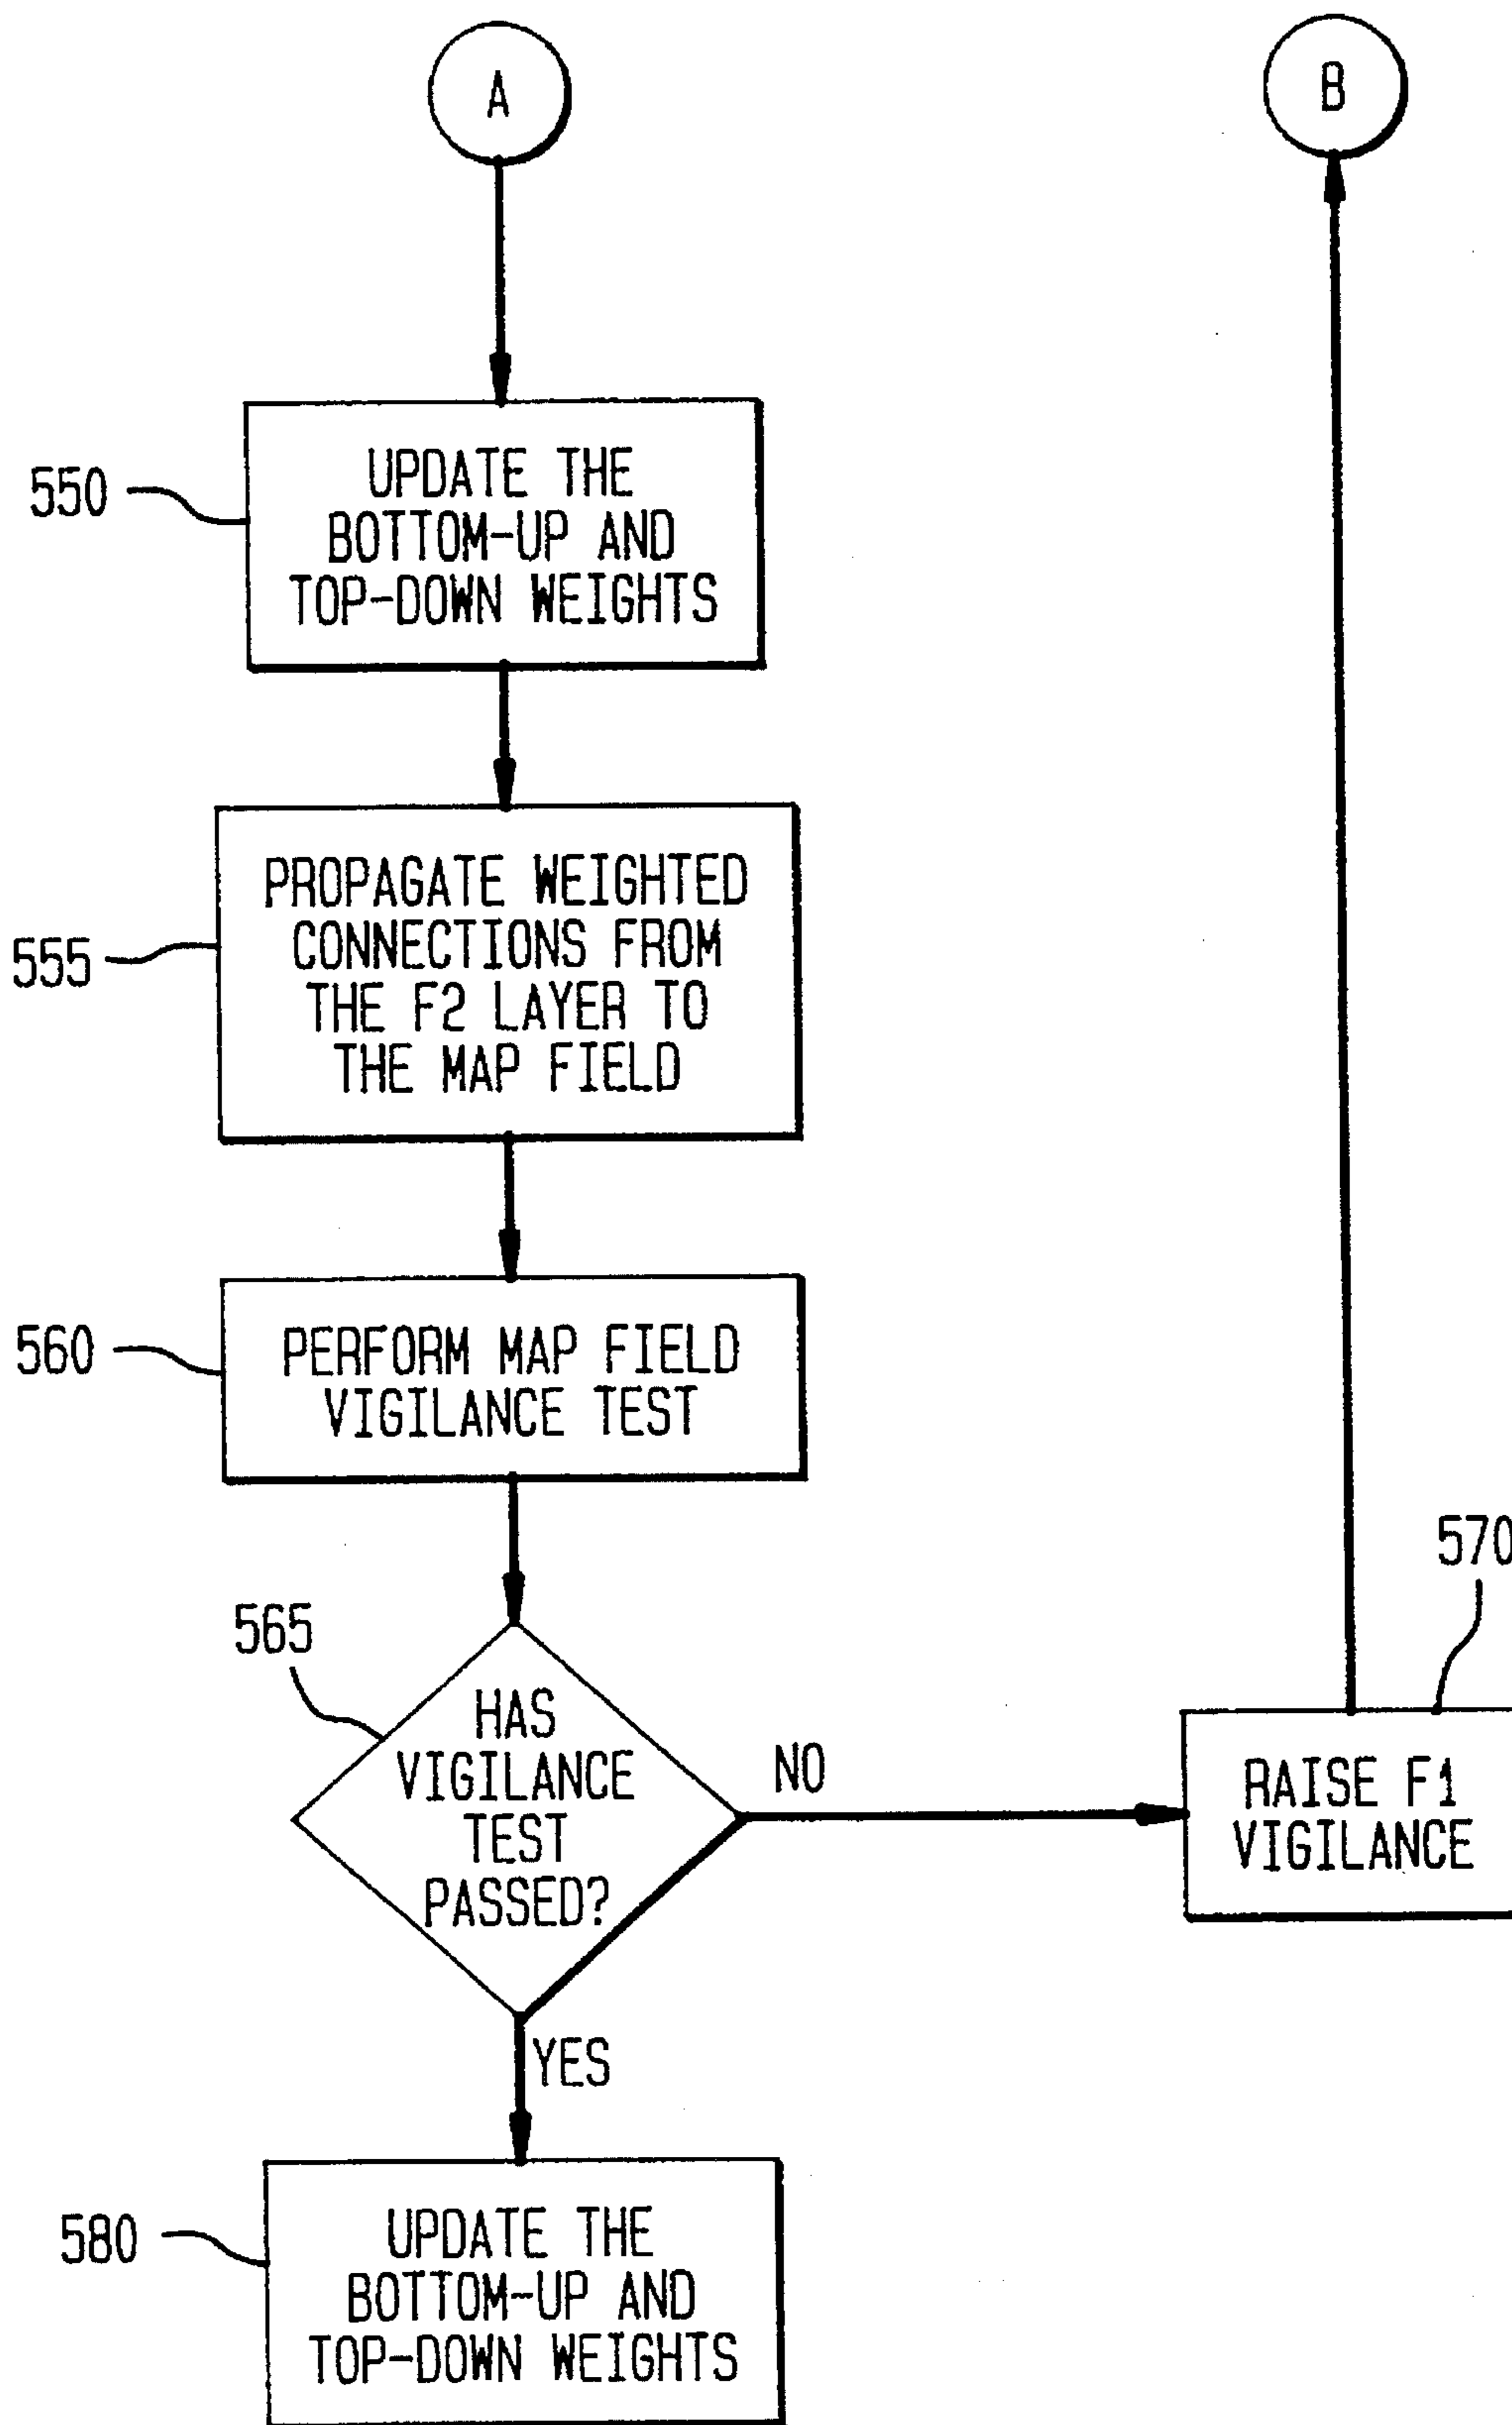 A
B
550
UPDATE THE
BOTTOM-UP AND
TOP-DOWN WEIGHTS
555
PROPAGATE WEIGHTED
CONNECTIONS FROM
THE F2 LAYER TO
THE MAP FIELD
560
PERFORM MAP FIELD
VIGILANCE TEST
565
HAS
VIGILANCE
TEST
PASSED?
NO
570
RAISE F1
VIGILANCE
YES
580
UPDATE THE
BOTTOM-UP AND
TOP-DOWN WEIGHTS